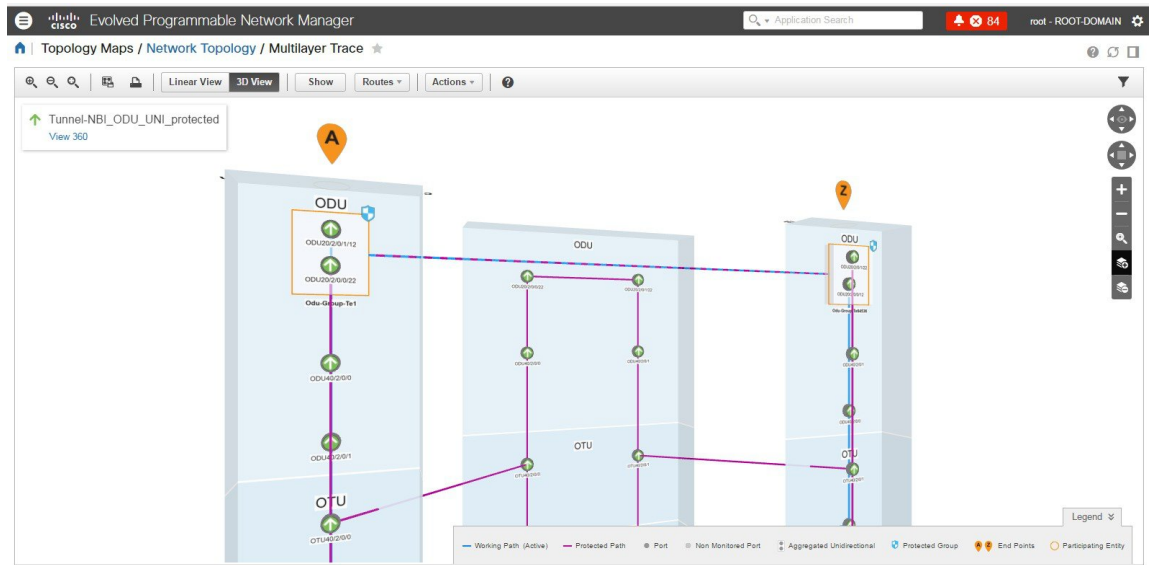 cisco Evolved Programmable Network Manager Application Search 84 root - ROOT-DOMAIN
Topology Maps / Network Topology / Multilayer Trace
Linear View 3D View Show Routes Actions
Tunnel-NBI_ODU_UNI_protected
View 360
A
Z
ODU
ODU20/2/0/1/12
ODU20/2/0/0/22
Odu-Group-Te1
ODU40/2/0/0
ODU40/2/0/1
OTU
OTU40/2/0/0
ODU
OTU
ODU
OTU
Legend
Working Path (Active) Protected Path Port Non Monitored Port Aggregated Unidirectional Protected Group A Z End Points Participating Entity